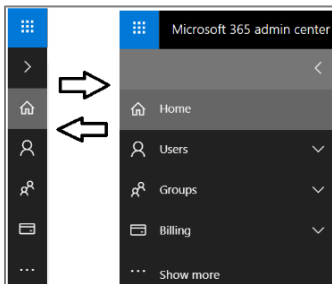 Microsoft 365 admin center
Home
Users
Groups
Billing
Show more